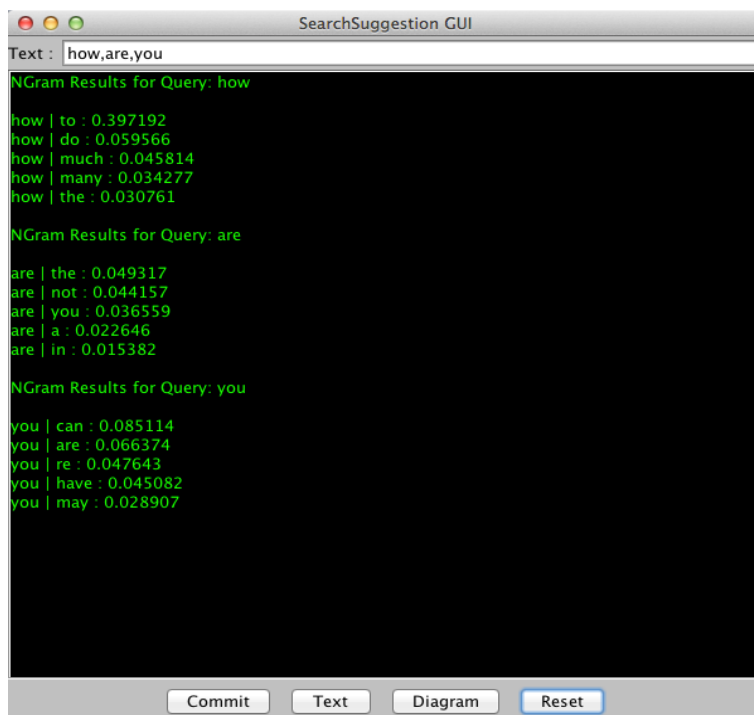 SearchSuggestion GUI
Text : how,are,you
NGram Results for Query: how
how | to : 0.397192
how | do : 0.059566
how | much : 0.045814
how | many : 0.034277
how | the : 0.030761
NGram Results for Query: are
are | the : 0.049317
are | not : 0.044157
are | you : 0.036559
are | a : 0.022646
are | in : 0.015382
NGram Results for Query: you
you | can : 0.085114
you | are : 0.066374
you | re : 0.047643
you | have : 0.045082
you | may : 0.028907
Commit Text Diagram Reset